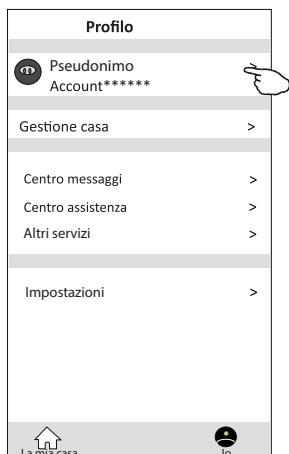 Profilo
Pseudonimo
Account******
Gestione casa >
Centro messaggi >
Centro assistenza >
Altri servizi >
Impostazioni >
La mia casa Io